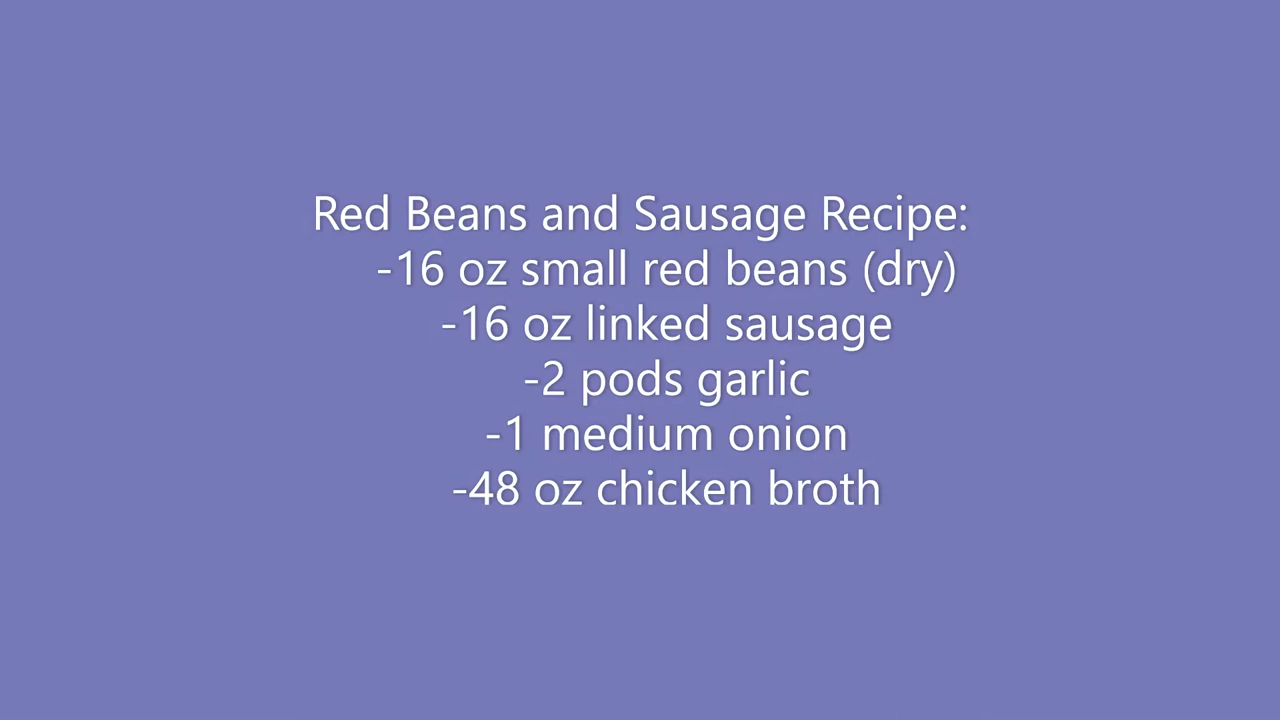 Red Beans and Sausage Recipe:
-16 oz small red beans (dry)
-16 oz linked sausage
-2 pods garlic
-1 medium onion
-48 oz chicken broth